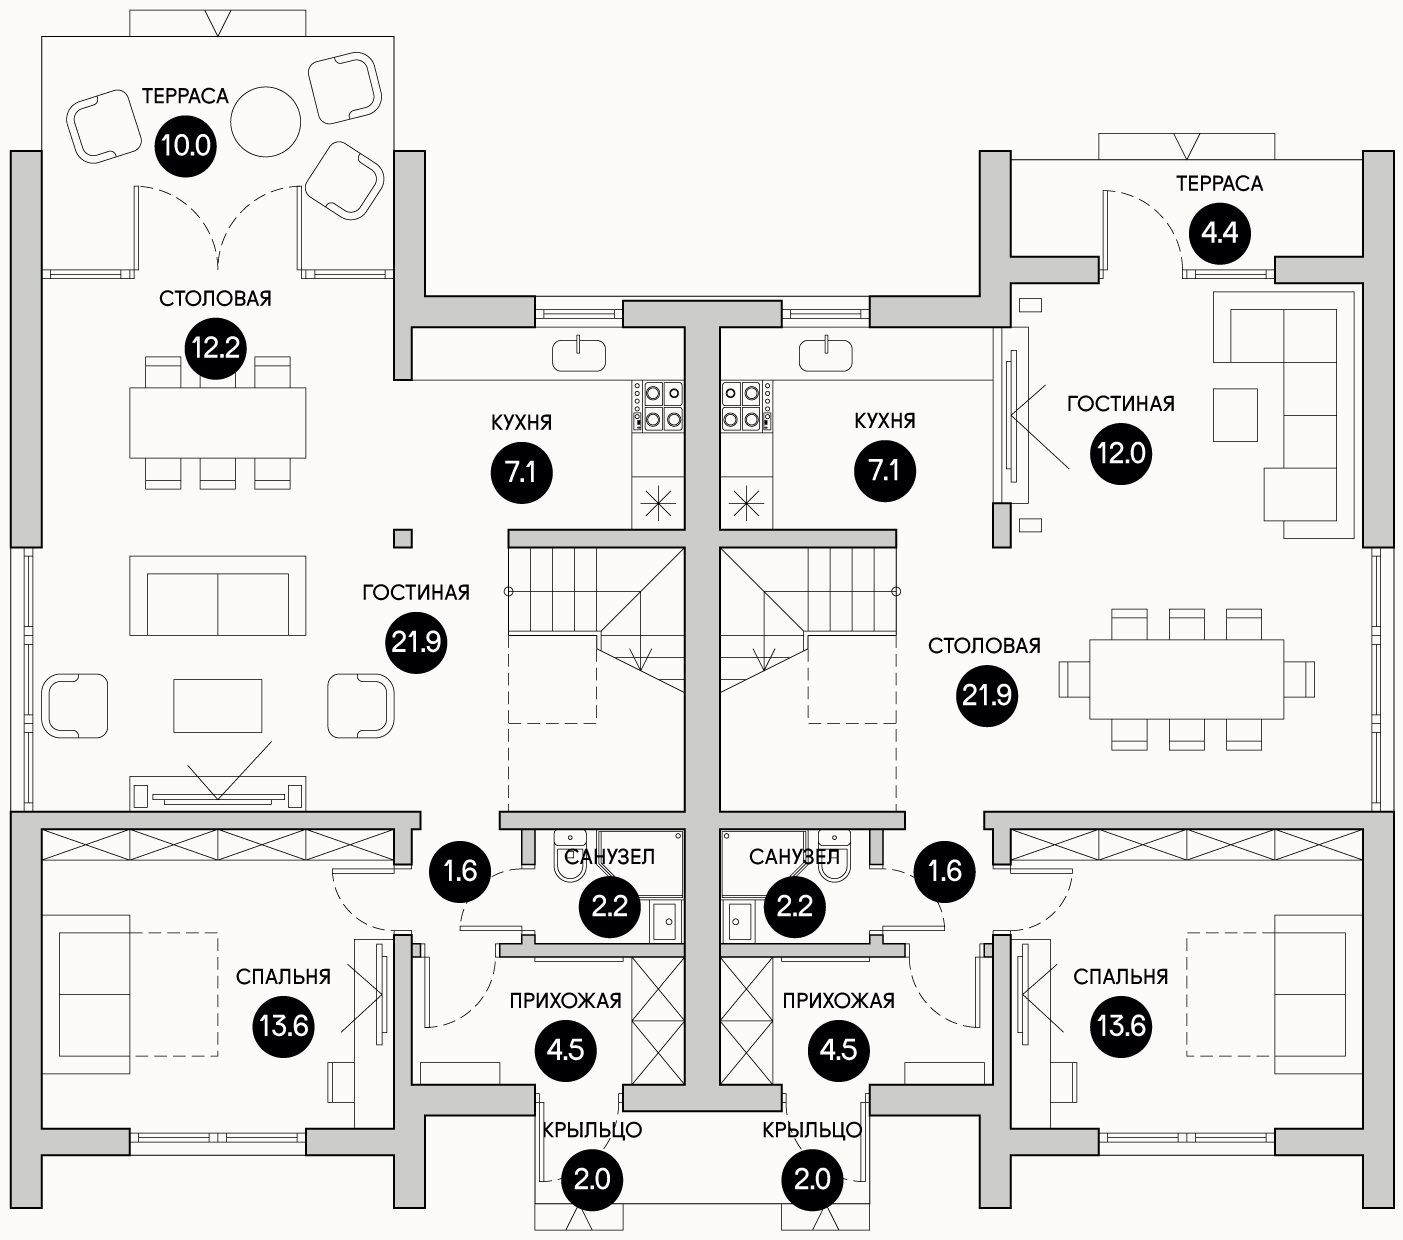 ТЕРРАСА
10.0
ТЕРРАСА
4.4
СТОЛОВАЯ
12.2
КУХНЯ
7.1
КУХНЯ
7.1
ГОСТИНАЯ
12.0
ГОСТИНАЯ
21.9
СТОЛОВАЯ
21.9
1.6
САНУЗЕЛ
2.2
САНУЗЕЛ
2.2
1.6
СПАЛЬНЯ
13.6
ПРИХОЖАЯ
4.5
ПРИХОЖАЯ
4.5
СПАЛЬНЯ
13.6
КРЫЛЬЦО
2.0
КРЫЛЬЦО
2.0